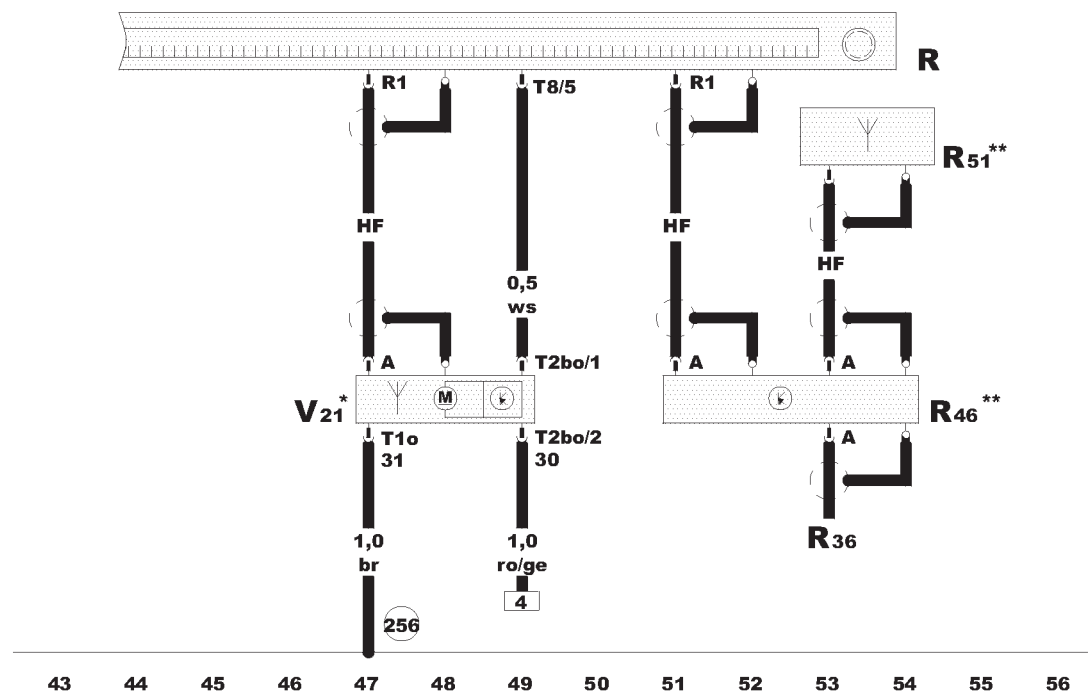 R
R1
T8/5
R1
R51**
HF
HF
HF
0,5
ws
A
T2bo/1
A
A
V21*
M
R46**
T1o
T2bo/2
A
31
30
R36
1,0
1,0
br
ro/ge
4
256
43 44 45 46 47 48 49 50 51 52 53 54 55 56